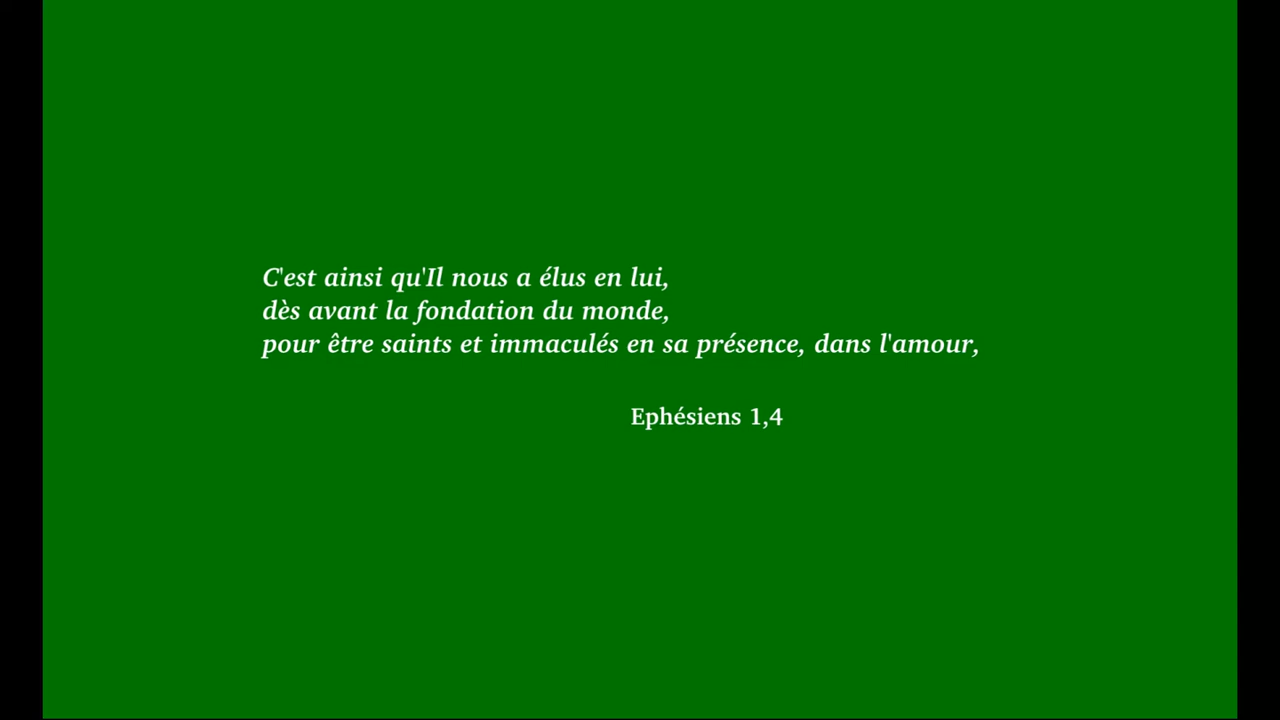 C'est ainsi qu'Il nous a élus en lui,
dès avant la fondation du monde,
pour être saints et immaculés en sa présence, dans l'amour,
Ephésiens 1,4